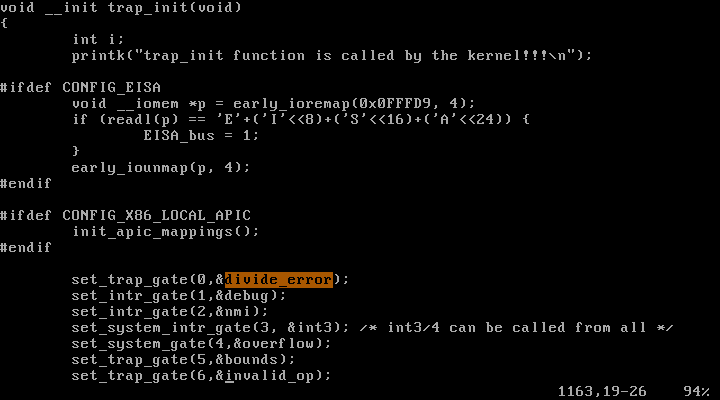 void __init trap_init(void)
{
        int i;
        printk("trap_init function is called by the kernel!!!\n");

#ifdef CONFIG_EISA
        void __iomem *p = early_ioremap(0x0FFFD9, 4);
        if (readl(p) == 'E'+('I'<<8)+('S'<<16)+('A'<<24)) {
                EISA_bus = 1;
        }
        early_iounmap(p, 4);
#endif

#ifdef CONFIG_X86_LOCAL_APIC
        init_apic_mappings();
#endif

        set_trap_gate(0,&divide_error);
        set_intr_gate(1,&debug);
        set_intr_gate(2,&nmi);
        set_system_intr_gate(3, &int3); /* int3/4 can be called from all */
        set_system_gate(4,&overflow);
        set_trap_gate(5,&bounds);
        set_trap_gate(6,&invalid_op);
1163,19-26 94%